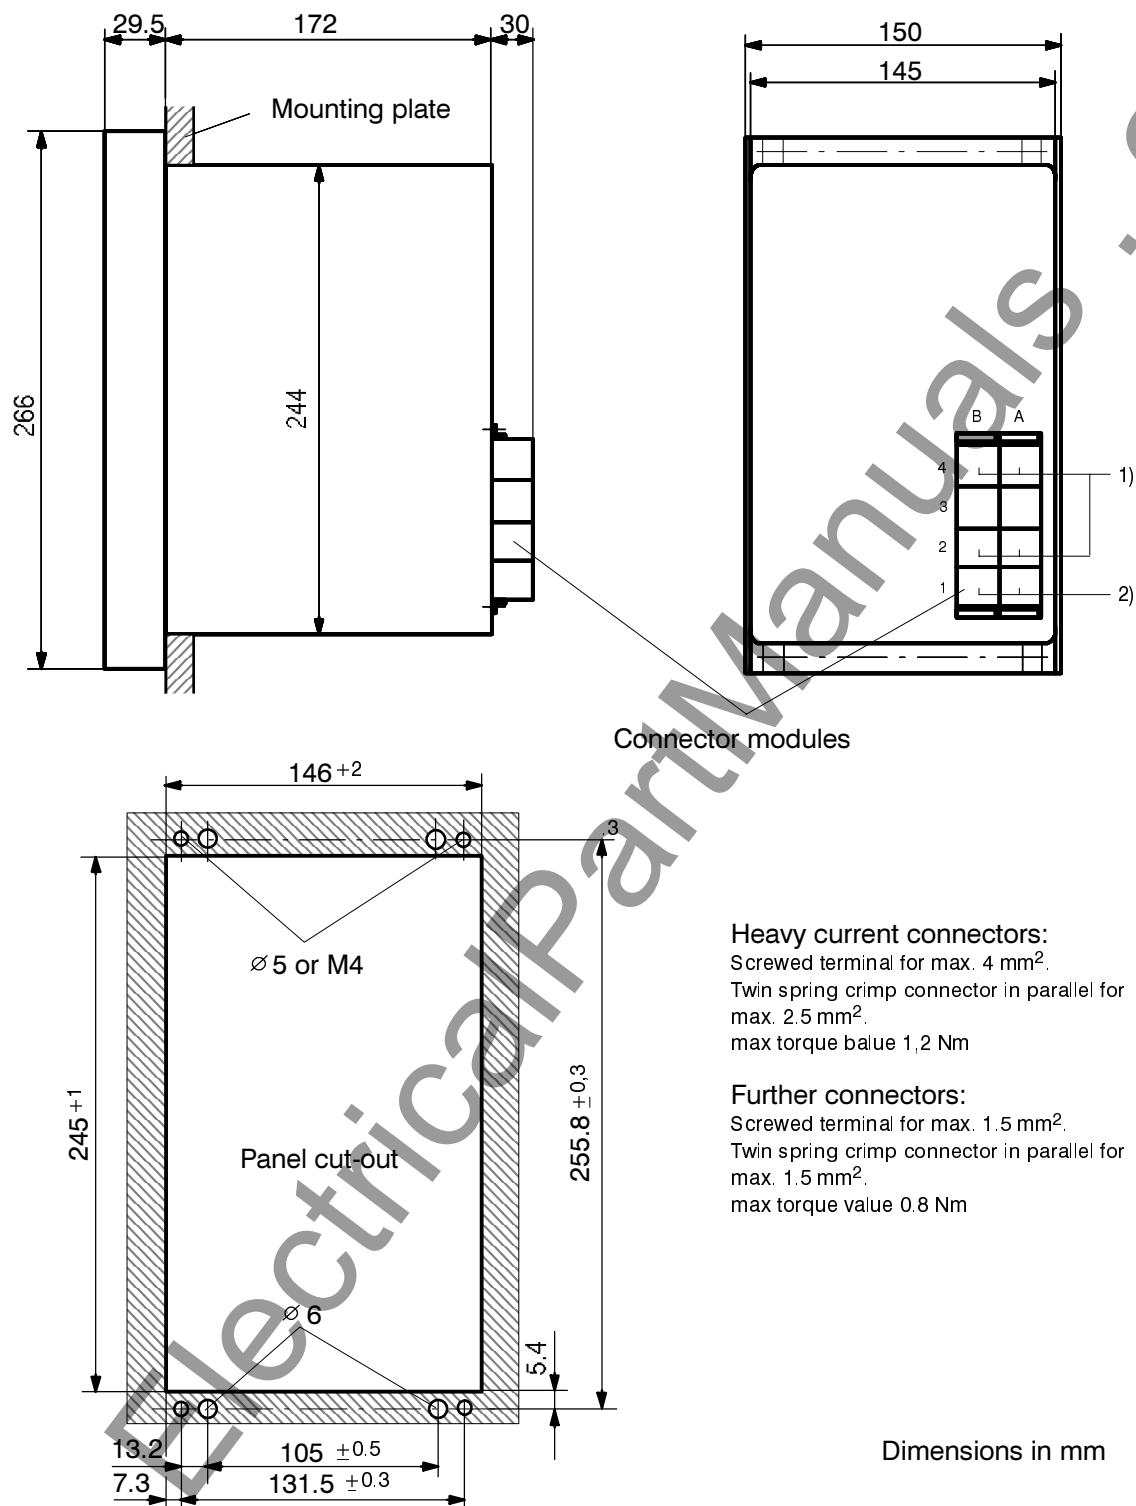 29.5 172 30
150
145
Mounting plate
266
244
B A
4
3
2
1
1)
2)
Connector modules
146 +2
.3
⌀ 5 or M4
245 +1
255.8 ±0,3
Panel cut-out
⌀ 6
5.4
13.2 105 ±0.5
7.3 131.5 ±0.3
Heavy current connectors:
Screwed terminal for max. 4 mm².
Twin spring crimp connector in parallel for
max. 2.5 mm².
max torque balue 1,2 Nm
Further connectors:
Screwed terminal for max. 1.5 mm².
Twin spring crimp connector in parallel for
max. 1.5 mm².
max torque value 0.8 Nm
Dimensions in mm
ElectricalPartManuals .